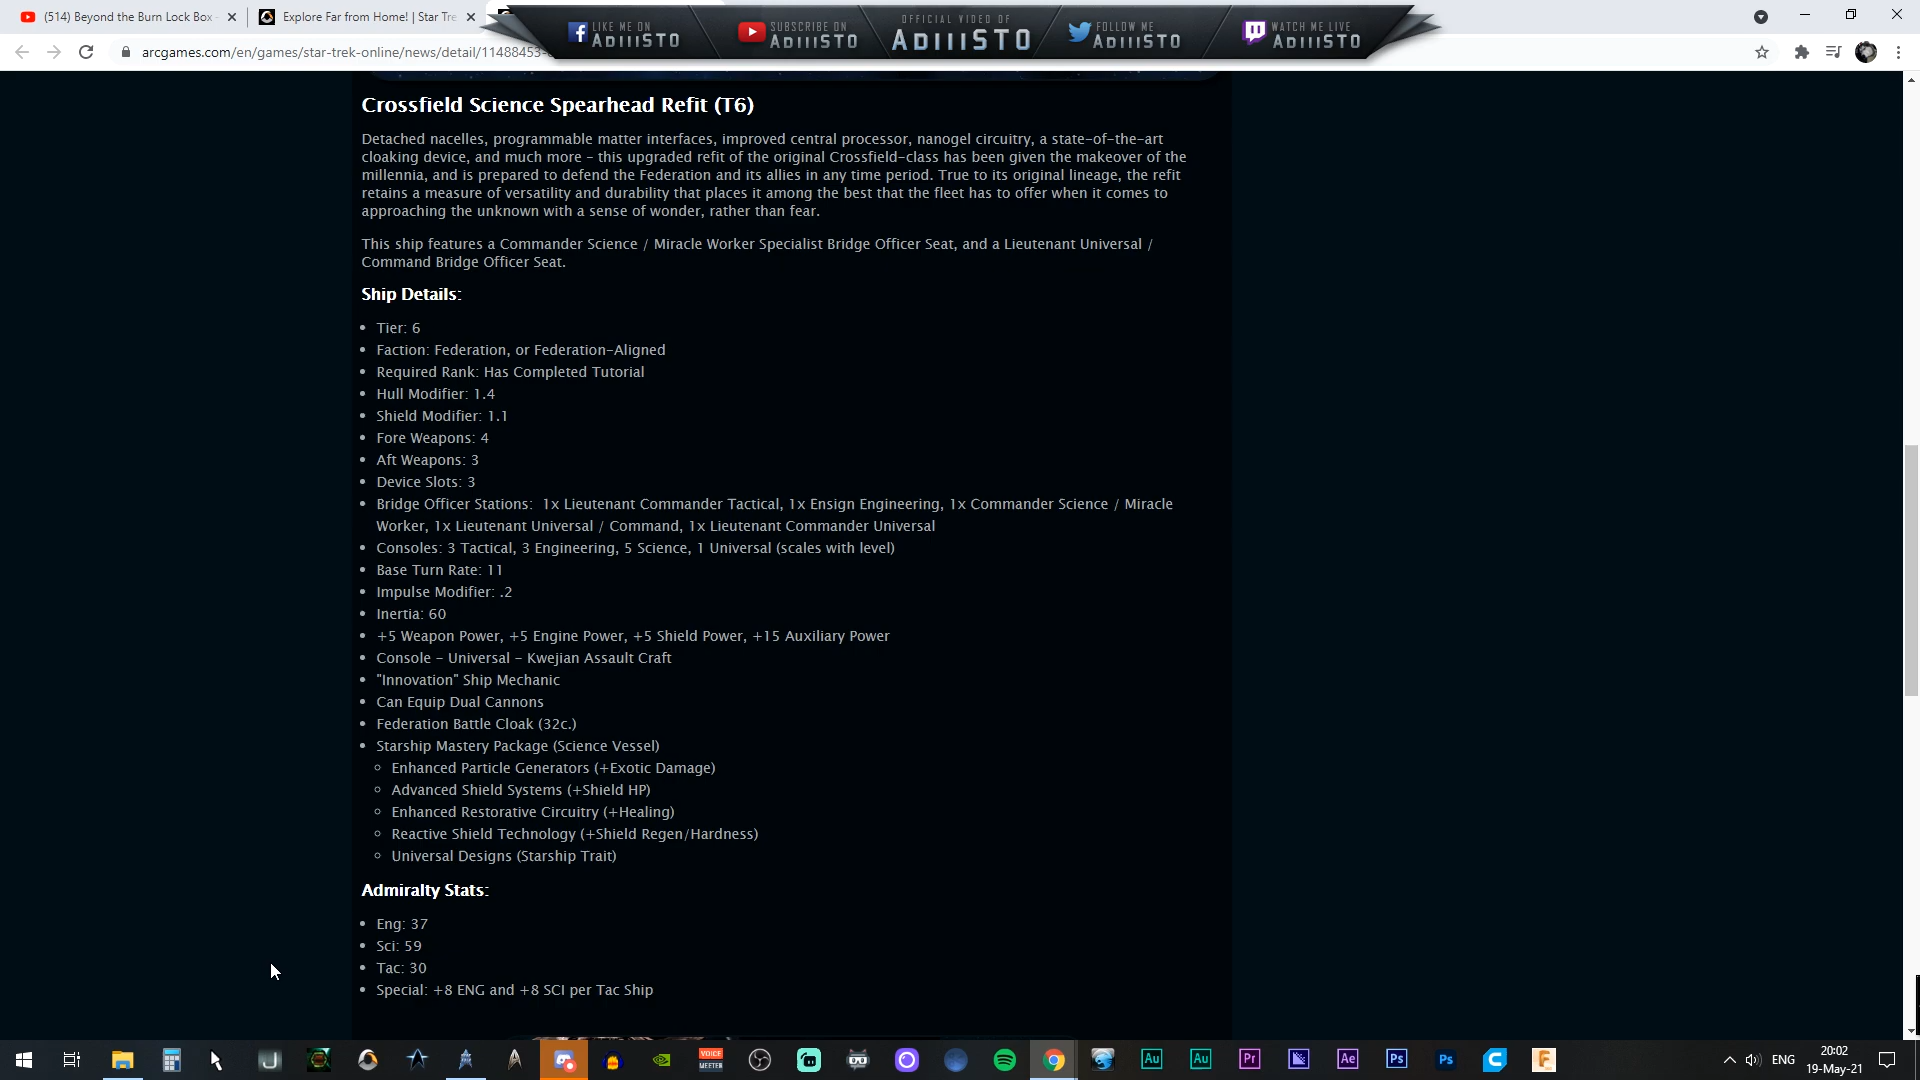 (514) Beyond the Burn Lock Box -
Explore Far from Home! | Star Tre
LIKE ME ON
ADIIISTO
SUBSCRIBE ON
ADIIISTO
OFFICIAL VIDEO OF
ADIIISTO
FOLLOW ME
ADIIISTO
WATCH ME LIVE
ADIIISTO
arcgames.com/en/games/star-trek-online/news/detail/11488453-
Crossfield Science Spearhead Refit (T6)
Detached nacelles, programmable matter interfaces, improved central processor, nanogel circuitry, a state-of-the-art
cloaking device, and much more - this upgraded refit of the original Crossfield-class has been given the makeover of the
millennia, and is prepared to defend the Federation and its allies in any time period. True to its original lineage, the refit
retains a measure of versatility and durability that places it among the best that the fleet has to offer when it comes to
approaching the unknown with a sense of wonder, rather than fear.
This ship features a Commander Science / Miracle Worker Specialist Bridge Officer Seat, and a Lieutenant Universal /
Command Bridge Officer Seat.
Ship Details:
• Tier: 6
• Faction: Federation, or Federation-Aligned
• Required Rank: Has Completed Tutorial
• Hull Modifier: 1.4
• Shield Modifier: 1.1
• Fore Weapons: 4
• Aft Weapons: 3
• Device Slots: 3
• Bridge Officer Stations:  1x Lieutenant Commander Tactical, 1x Ensign Engineering, 1x Commander Science / Miracle
Worker, 1x Lieutenant Universal / Command, 1x Lieutenant Commander Universal
• Consoles: 3 Tactical, 3 Engineering, 5 Science, 1 Universal (scales with level)
• Base Turn Rate: 11
• Impulse Modifier: .2
• Inertia: 60
• +5 Weapon Power, +5 Engine Power, +5 Shield Power, +15 Auxiliary Power
• Console - Universal - Kwejian Assault Craft
• "Innovation" Ship Mechanic
• Can Equip Dual Cannons
• Federation Battle Cloak (32c.)
• Starship Mastery Package (Science Vessel)
◦ Enhanced Particle Generators (+Exotic Damage)
◦ Advanced Shield Systems (+Shield HP)
◦ Enhanced Restorative Circuitry (+Healing)
◦ Reactive Shield Technology (+Shield Regen/Hardness)
◦ Universal Designs (Starship Trait)
Admiralty Stats:
• Eng: 37
• Sci: 59
• Tac: 30
• Special: +8 ENG and +8 SCI per Tac Ship
VOICE
MEETER
Au
Au
Pr
Ae
Ps
Ps
ENG
20:02
19-May-21